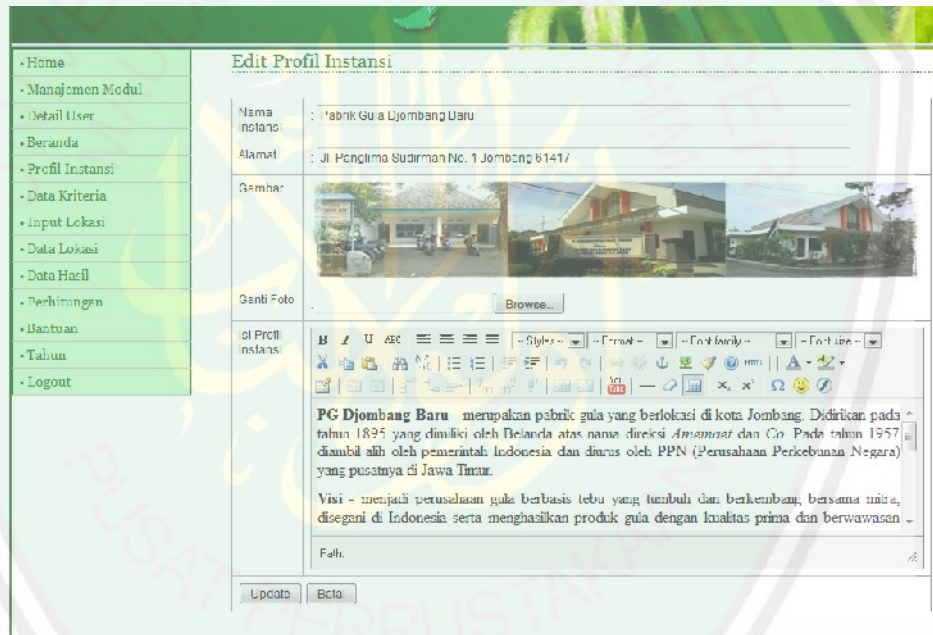 Edit Profil Instansi
• Home
• Manajemen Modul
• Detail User
• Beranda
• Profil Instansi
• Data Kriteria
• Input Lokasi
• Data Lokasi
• Data Hasil
• Perhitungan
• Bantuan
• Tahun
• Logout
Nama Instansi : Pabrik Gula Djombang Baru
Alamat : Jl. Panglima Sudirman No. 1 Jombang 61417
Gambar
Ganti Foto : Browse...
Isi Profil Instansi
B I U ABC -- Styles -- -- Format -- -- Font family -- -- Font size --
HTML A
PG Djombang Baru merupakan pabrik gula yang berlokasi di kota Jombang. Didirikan pada
tahun 1895 yang dimiliki oleh Belanda atas nama direksi dan Co. Pada tahun 1957
diambil alih oleh pemerintah Indonesia dan diurus oleh PPN (Perusahaan Perkebunan Negara)
yang pusatnya di Jawa Timur.
Visi - menjadi perusahaan gula berbasis tebu yang tumbuh dan berkembang bersama mitra,
disegani di Indonesia serta menghasilkan produk gula dengan kualitas prima dan berwawasan
Path:
Update Batal
PUSAT PERPUSTAKAAN